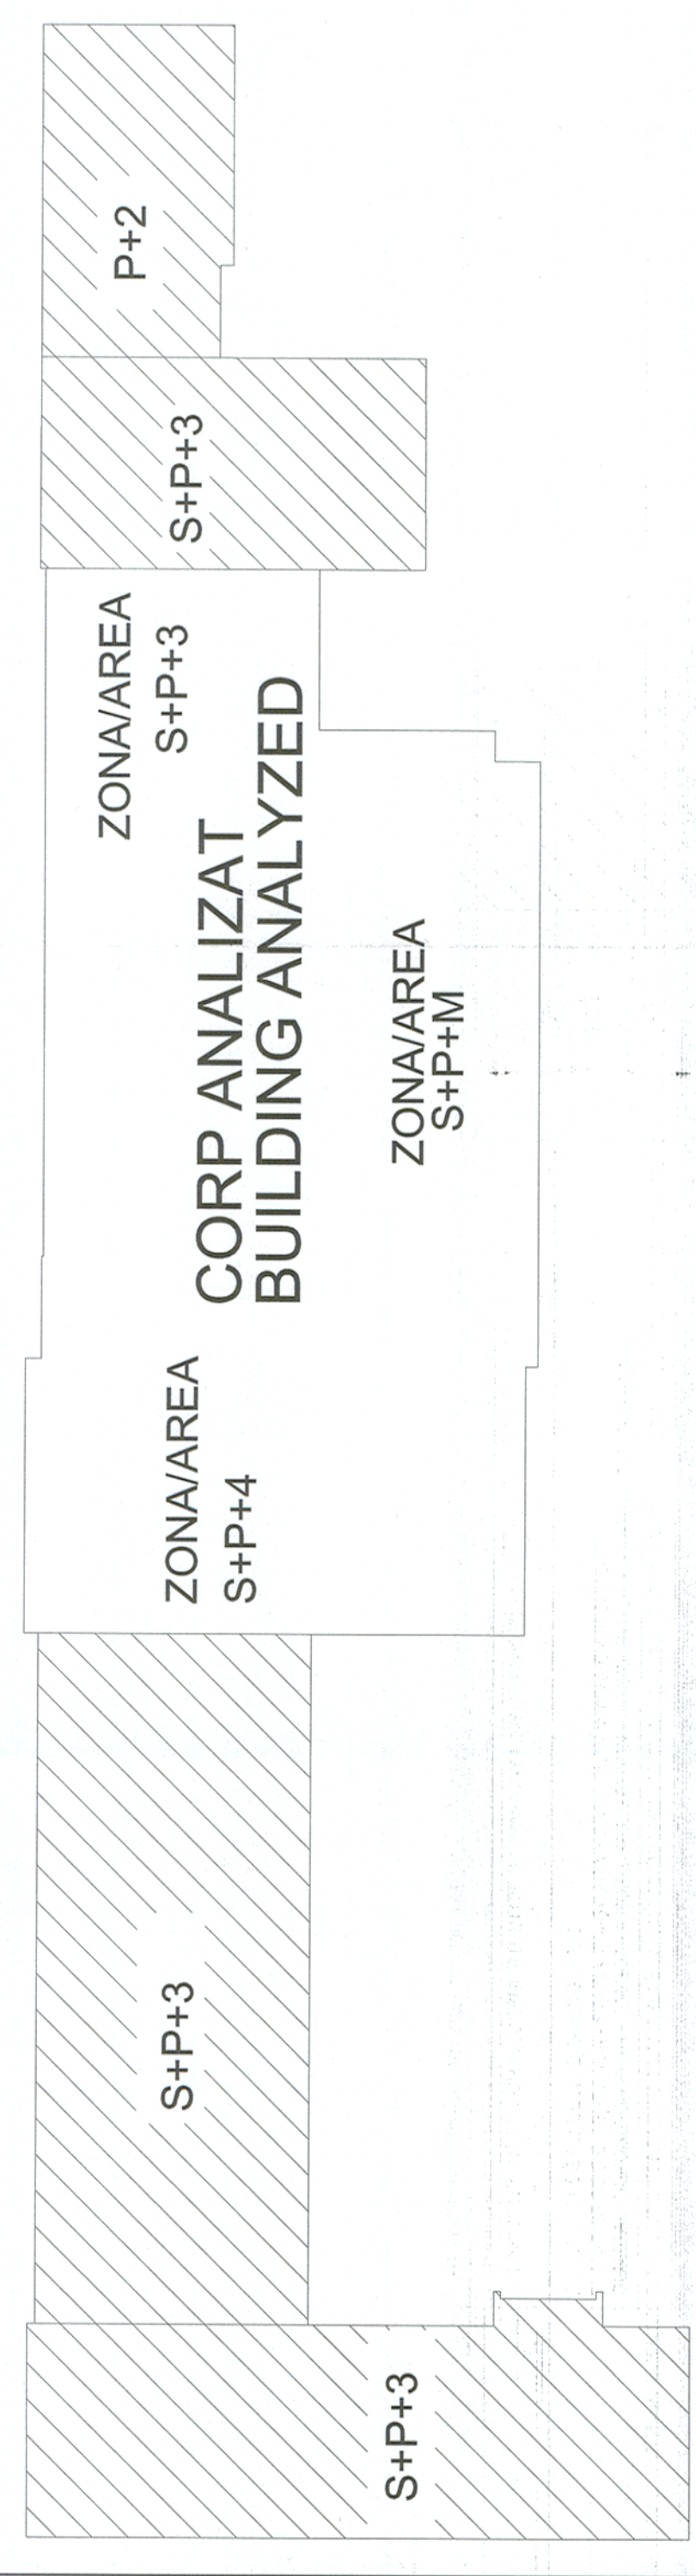 P+2
S+P+3
ZONA/AREA
S+P+3
CORP ANALIZAT
BUILDING ANALYZED
ZONA/AREA
S+P+M
ZONA/AREA
S+P+4
S+P+3
S+P+3